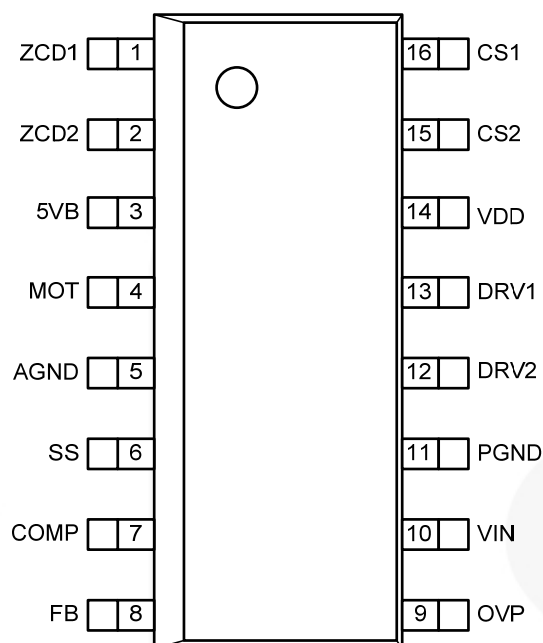 ZCD1 1 16 CS1
ZCD2 2 15 CS2
5VB 3 14 VDD
MOT 4 13 DRV1
AGND 5 12 DRV2
SS 6 11 PGND
COMP 7 10 VIN
FB 8 9 OVP